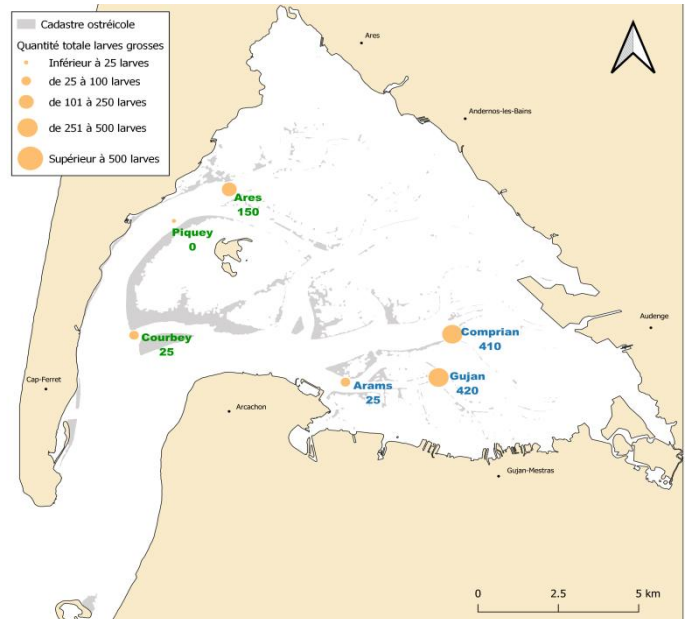 Cadastre ostréicole
Quantité totale larves grosses
Inférieur à 25 larves
de 25 à 100 larves
de 101 à 250 larves
de 251 à 500 larves
Supérieur à 500 larves
Ares
Andernos-les-Bains
Ares
150
Piquey
0
Comprian
410
Audenge
Courbey
25
Gujan
420
Arams
25
Cap-Ferret
Arcachon
Gujan-Mestras
0 2.5 5 km